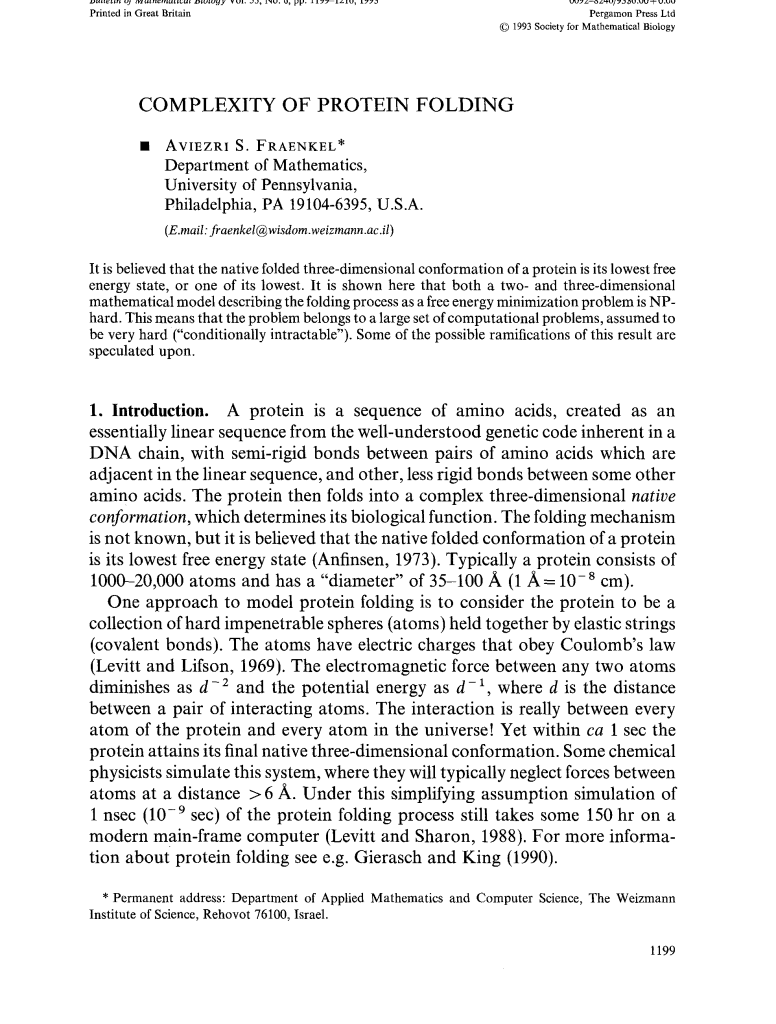 Bulletin of Mathematical Biology Vol. 55, No. 6, pp. 1199–1210, 1993
0092–8240/93$6.00+0.00
Printed in Great Britain
Pergamon Press Ltd
© 1993 Society for Mathematical Biology
COMPLEXITY OF PROTEIN FOLDING
■ AVIEZRI S. FRAENKEL*
Department of Mathematics,
University of Pennsylvania,
Philadelphia, PA 19104-6395, U.S.A.
(E.mail: fraenkel@wisdom.weizmann.ac.il)
It is believed that the native folded three-dimensional conformation of a protein is its lowest free
energy state, or one of its lowest. It is shown here that both a two- and three-dimensional
mathematical model describing the folding process as a free energy minimization problem is NP-
hard. This means that the problem belongs to a large set of computational problems, assumed to
be very hard (“conditionally intractable”). Some of the possible ramifications of this result are
speculated upon.
1. Introduction. A protein is a sequence of amino acids, created as an
essentially linear sequence from the well-understood genetic code inherent in a
DNA chain, with semi-rigid bonds between pairs of amino acids which are
adjacent in the linear sequence, and other, less rigid bonds between some other
amino acids. The protein then folds into a complex three-dimensional native
conformation, which determines its biological function. The folding mechanism
is not known, but it is believed that the native folded conformation of a protein
is its lowest free energy state (Anfinsen, 1973). Typically a protein consists of
1000–20,000 atoms and has a “diameter” of 35–100 Å (1 Å=10⁻⁸ cm).
One approach to model protein folding is to consider the protein to be a
collection of hard impenetrable spheres (atoms) held together by elastic strings
(covalent bonds). The atoms have electric charges that obey Coulomb’s law
(Levitt and Lifson, 1969). The electromagnetic force between any two atoms
diminishes as d⁻² and the potential energy as d⁻¹, where d is the distance
between a pair of interacting atoms. The interaction is really between every
atom of the protein and every atom in the universe! Yet within ca 1 sec the
protein attains its final native three-dimensional conformation. Some chemical
physicists simulate this system, where they will typically neglect forces between
atoms at a distance >6 Å. Under this simplifying assumption simulation of
1 nsec (10⁻⁹ sec) of the protein folding process still takes some 150 hr on a
modern main-frame computer (Levitt and Sharon, 1988). For more informa-
tion about protein folding see e.g. Gierasch and King (1990).
* Permanent address: Department of Applied Mathematics and Computer Science, The Weizmann
Institute of Science, Rehovot 76100, Israel.
1199